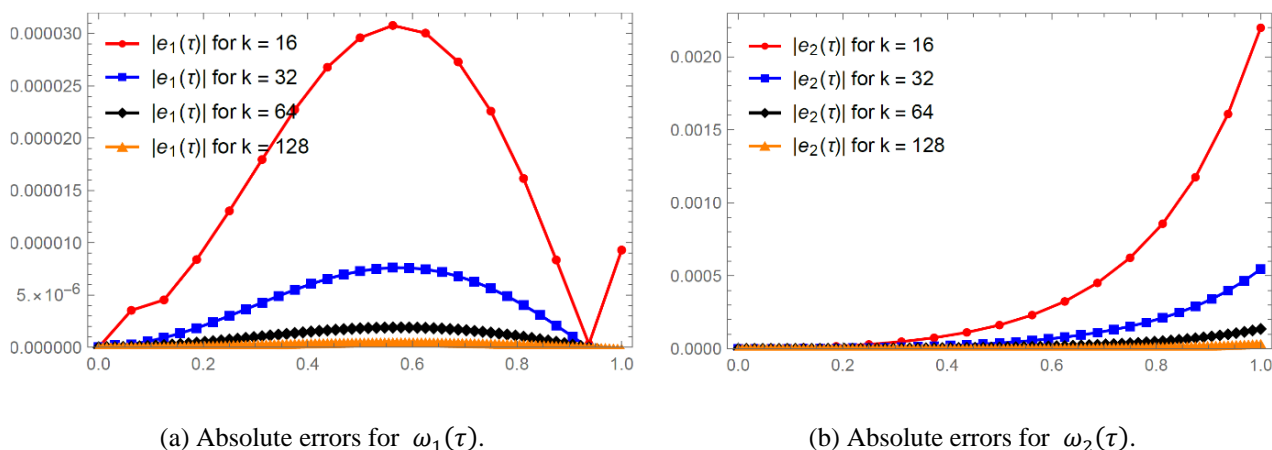 0.000030
0.000025
0.000020
0.000015
0.000010
5.×10⁻⁶
0.000000
0.0 0.2 0.4 0.6 0.8 1.0
|e₁(τ)| for k = 16
|e₁(τ)| for k = 32
|e₁(τ)| for k = 64
|e₁(τ)| for k = 128
(a) Absolute errors for ω₁(τ).
0.0020
0.0015
0.0010
0.0005
0.0000
0.0 0.2 0.4 0.6 0.8 1.0
|e₂(τ)| for k = 16
|e₂(τ)| for k = 32
|e₂(τ)| for k = 64
|e₂(τ)| for k = 128
(b) Absolute errors for ω₂(τ).